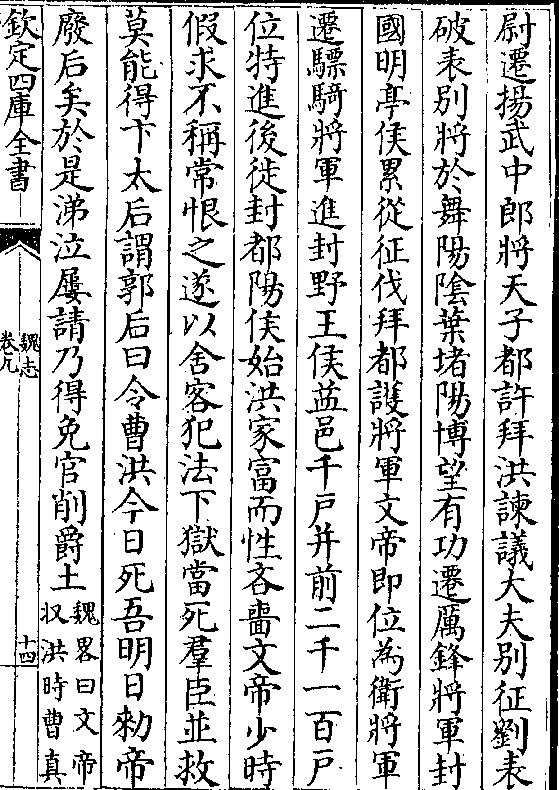 尉遷揚武中郎將天子都許拜洪諫議大夫别征劉表
破表别將於舞陽隂葉堵陽博望有功遷厲鋒將軍封
國明亭侯累從征伐拜都護將軍文帝即位為衛將軍
遷驃騎將軍進封野王侯益邑千戶并前二千一百戶
位特進後徙封都陽侯始洪家富而性吝嗇文帝少時
假求不稱常恨之遂以舍客犯法下獄當死羣臣並救
莫能得卞太后謂郭后曰令曹洪今日死吾明日勑帝
廢后矣於是涕泣屢請乃得免官削爵土
魏畧曰文帝
収洪時曹真
欽定四庫全書
魏志
卷九
十四